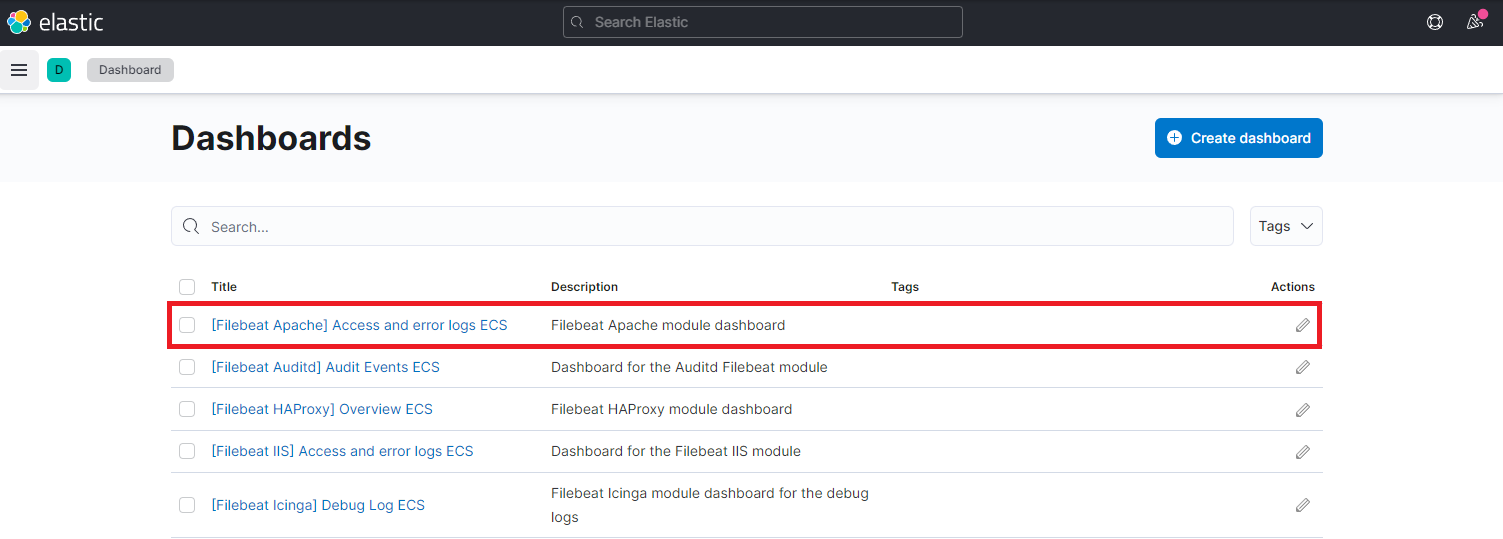 elastic
Search Elastic
D
Dashboard
Dashboards
Create dashboard
Search...
Tags
Title Description Tags Actions
[Filebeat Apache] Access and error logs ECS Filebeat Apache module dashboard
[Filebeat Auditd] Audit Events ECS Dashboard for the Auditd Filebeat module
[Filebeat HAProxy] Overview ECS Filebeat HAProxy module dashboard
[Filebeat IIS] Access and error logs ECS Dashboard for the Filebeat IIS module
[Filebeat Icinga] Debug Log ECS Filebeat Icinga module dashboard for the debug
logs